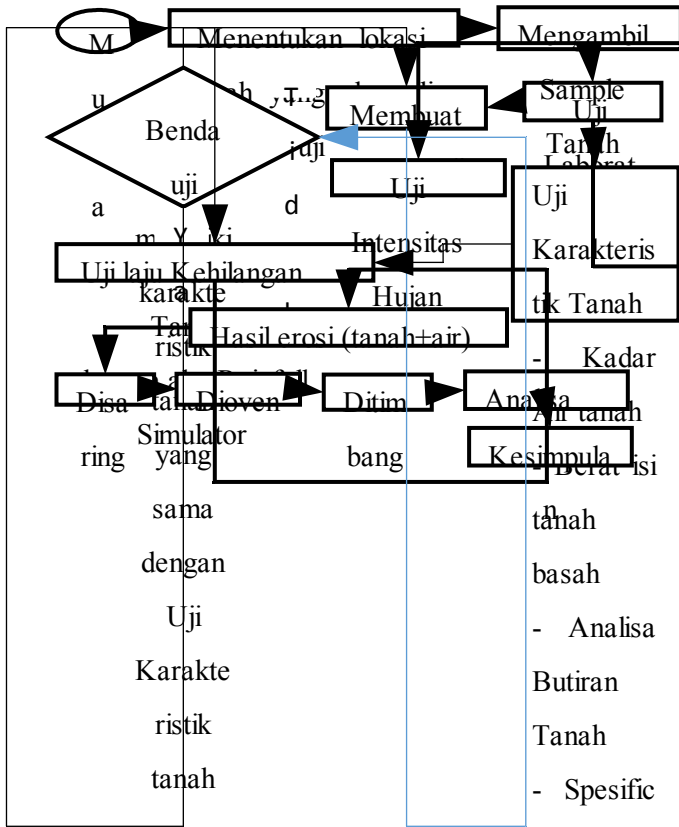 M
u
a
Menentukan lokasi
Mengambil
Sample
Tanah
Benda
uji
Membuat
uji
Uji
Intensitas
Hujan
Uji
Laborat
T
i
d
Y
a
Uji
Karakteris
tik Tanah
- Kadar
Air tanah
- Berat isi
tanah
basah
- Analisa
Butiran
Tanah
- Spesific
karakte
ristik
tanah
yang
sama
dengan
Uji
Karakte
ristik
tanah
Uji laju Kehilangan
Simulator
Hasil erosi (tanah+air)
Disa
ring
Dioven
Ditim
bang
Analisa
Kesimpula
n